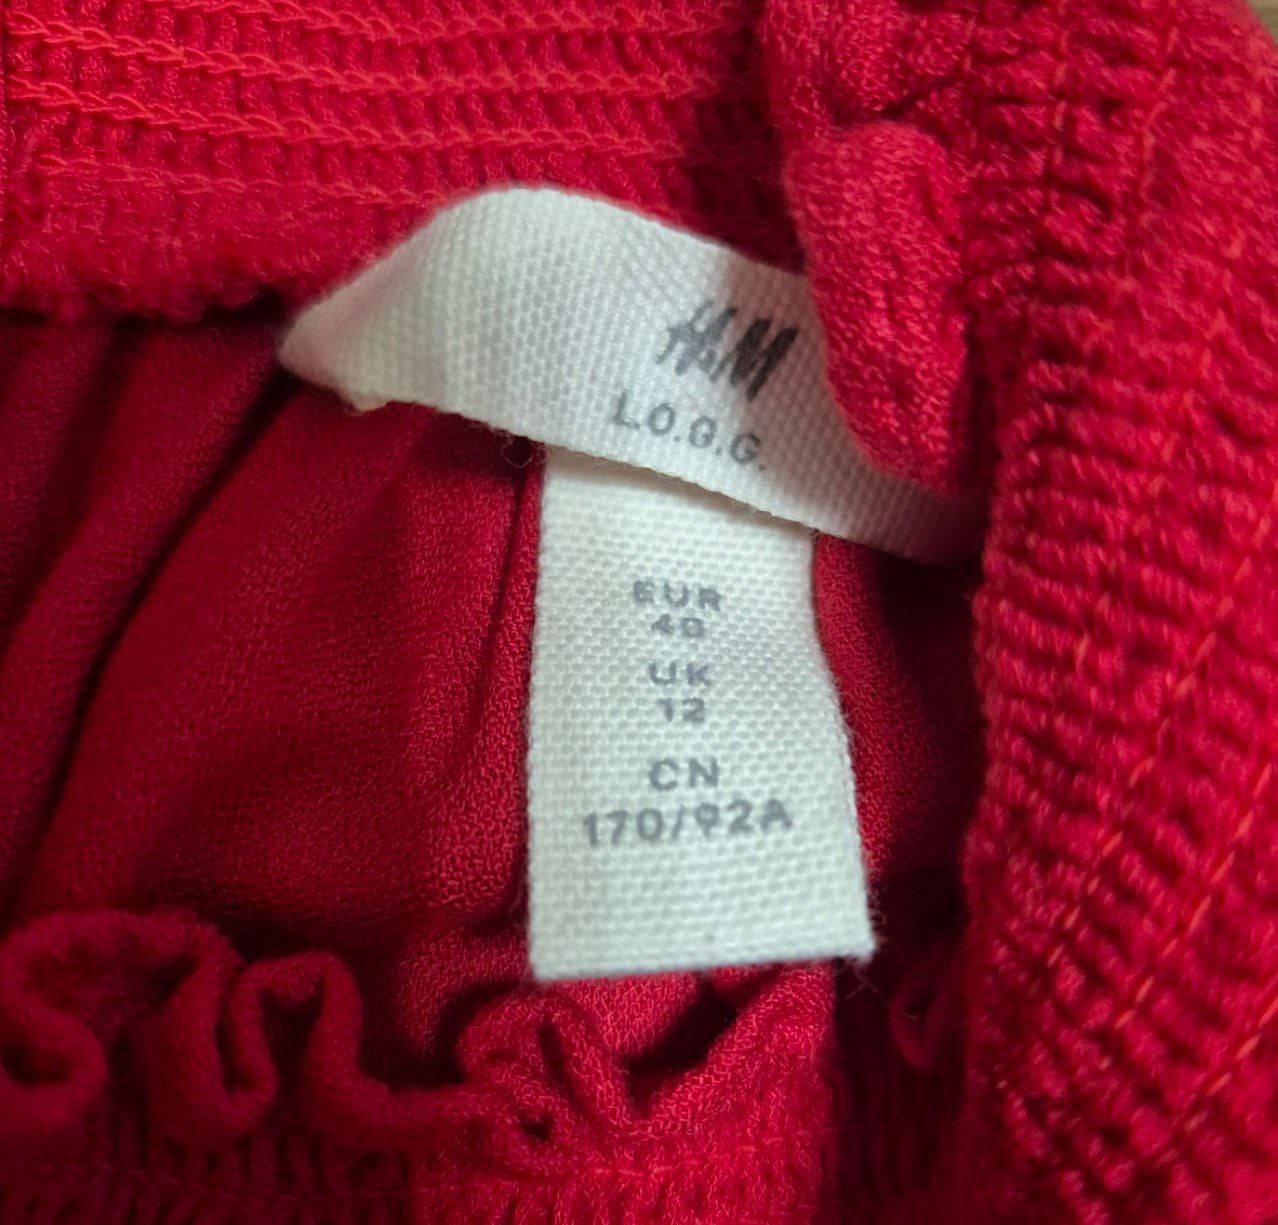 H&M
L.O.G.G.
EUR
40
UK
12
CN
170/92A